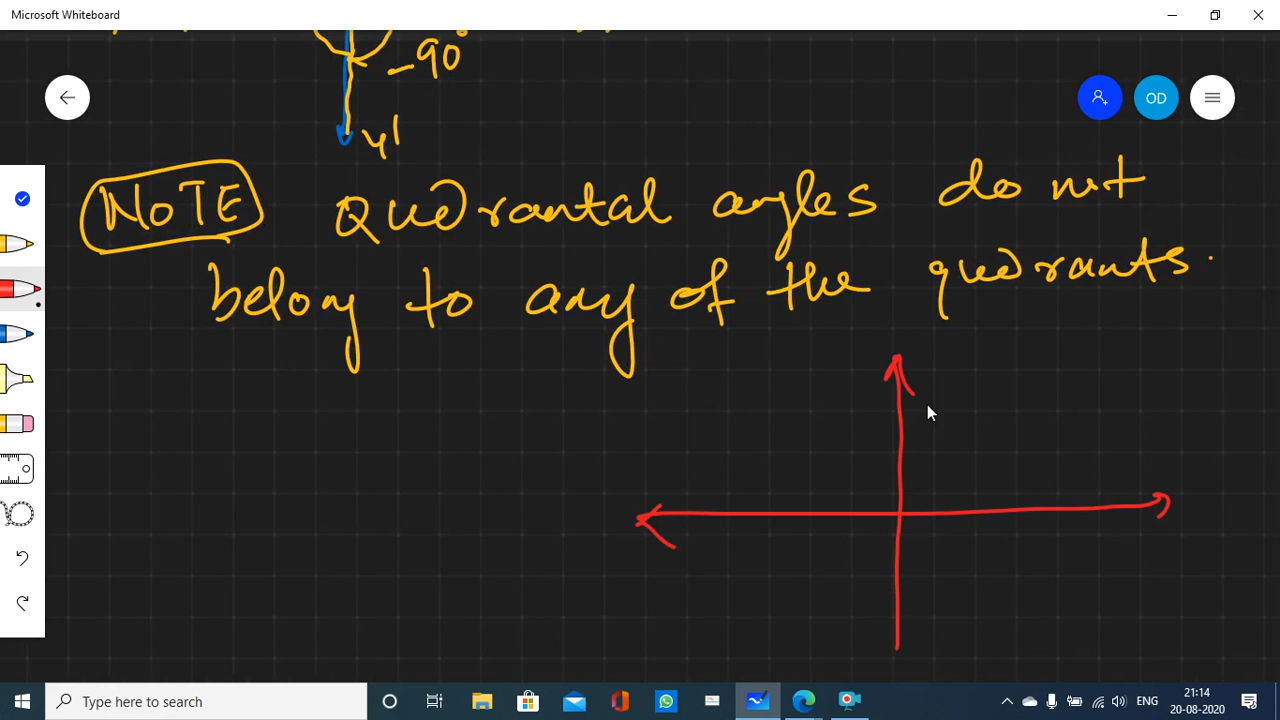 Microsoft Whiteboard
-90°
y'
OD
NOTE Quadrantal angles do not
belong to any of the quadrants.
Type here to search
ENG
21:14
20-08-2020